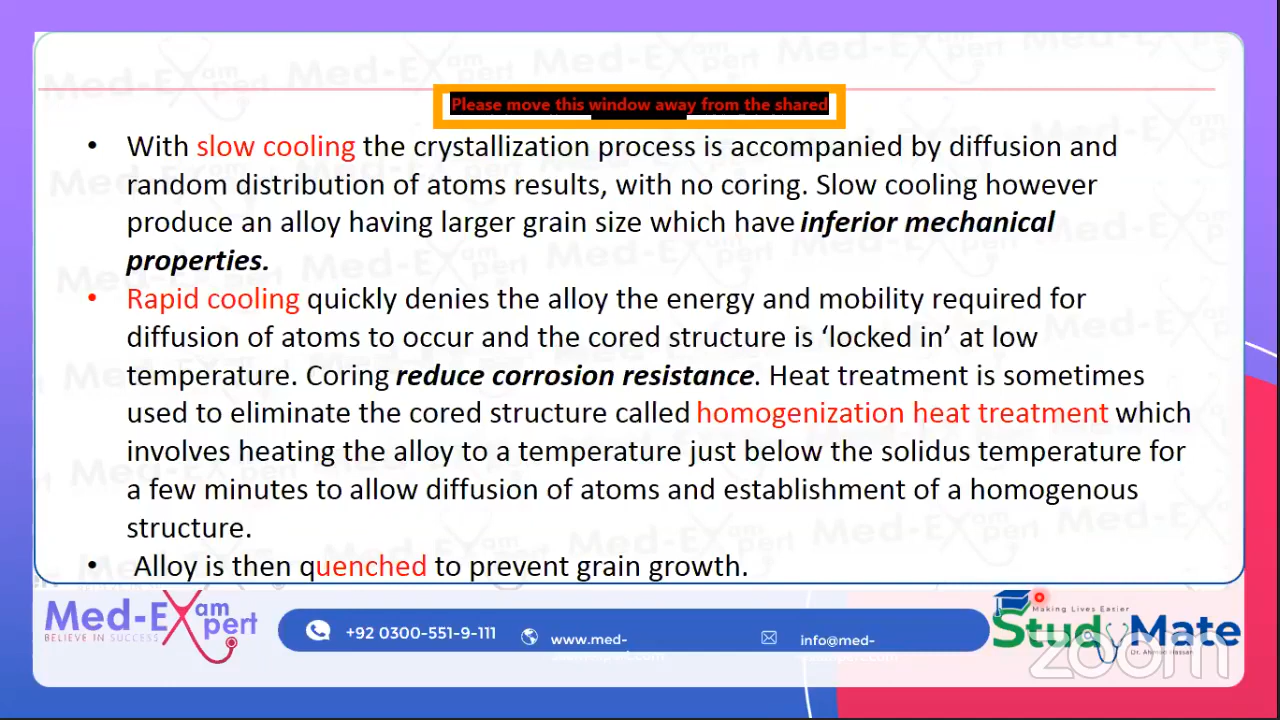 Please move this window away from the shared
• With slow cooling the crystallization process is accompanied by diffusion and
random distribution of atoms results, with no coring. Slow cooling however
produce an alloy having larger grain size which have inferior mechanical
properties.
• Rapid cooling quickly denies the alloy the energy and mobility required for
diffusion of atoms to occur and the cored structure is ‘locked in’ at low
temperature. Coring reduce corrosion resistance. Heat treatment is sometimes
used to eliminate the cored structure called homogenization heat treatment which
involves heating the alloy to a temperature just below the solidus temperature for
a few minutes to allow diffusion of atoms and establishment of a homogenous
structure.
• Alloy is then quenched to prevent grain growth.
Med-Exam
pert
BELIEVE IN SUCCESS
+92 0300-551-9-111
www.med-
info@med-
Making Lives Easier
Study Mate
Dr. Ahmad Hassan
zoom